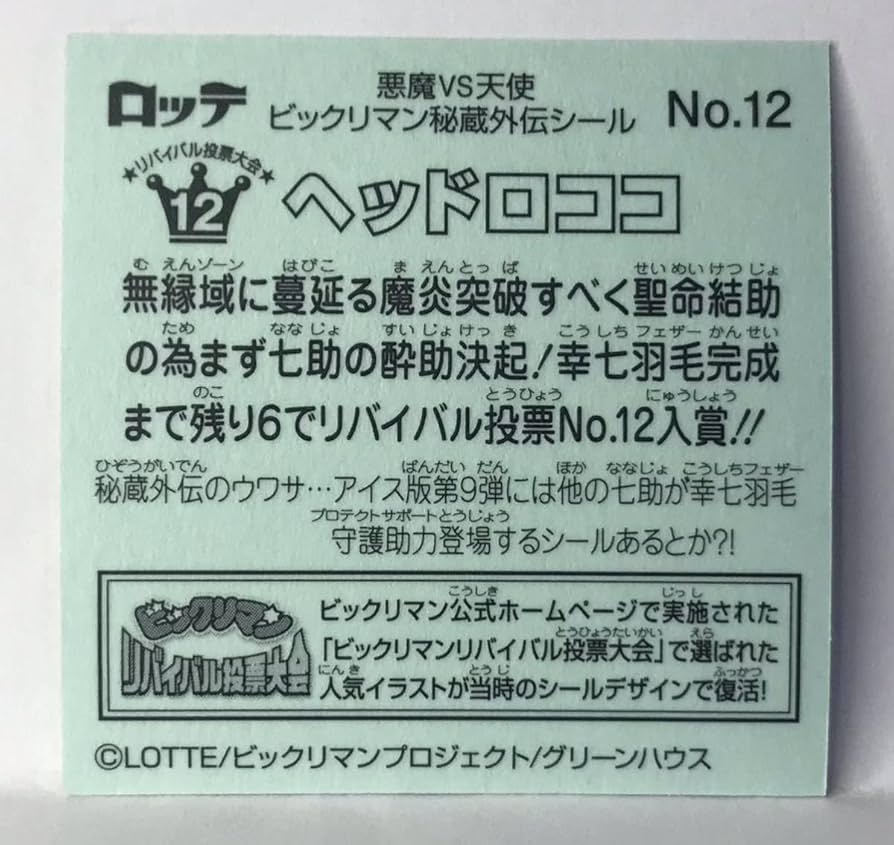 ロッテ
悪魔VS天使
ビックリマン秘蔵外伝シール
No.12
★リバイバル投票大会★
12
ヘッドロココ
む えんゾーン はびこ ま えんとっ ぱ せいめいけつじょ
無縁域に蔓延る魔炎突破すべく聖命結助
ため ななじょ すいじょけっ き こうしちフェザーかんせい
の為まず七助の酔助決起!幸七羽毛完成
のこ とうひょう にゅうしょう
まで残り6でリバイバル投票No.12入賞!!
ひぞうがいでん ばんだい だん ほか ななじょ こうしちフェザー
秘蔵外伝のウワサ…アイス版第9弾には他の七助が幸七羽毛
プロテクトサポートとうじょう
守護助力登場するシールあるとか?!
ビックリマン
リバイバル投票大会
こうしき じっし
ビックリマン公式ホームページで実施された
とうひょうたいかい えら
「ビックリマンリバイバル投票大会」で選ばれた
にんき とうじ ふっかつ
人気イラストが当時のシールデザインで復活!
©LOTTE/ビックリマンプロジェクト/グリーンハウス